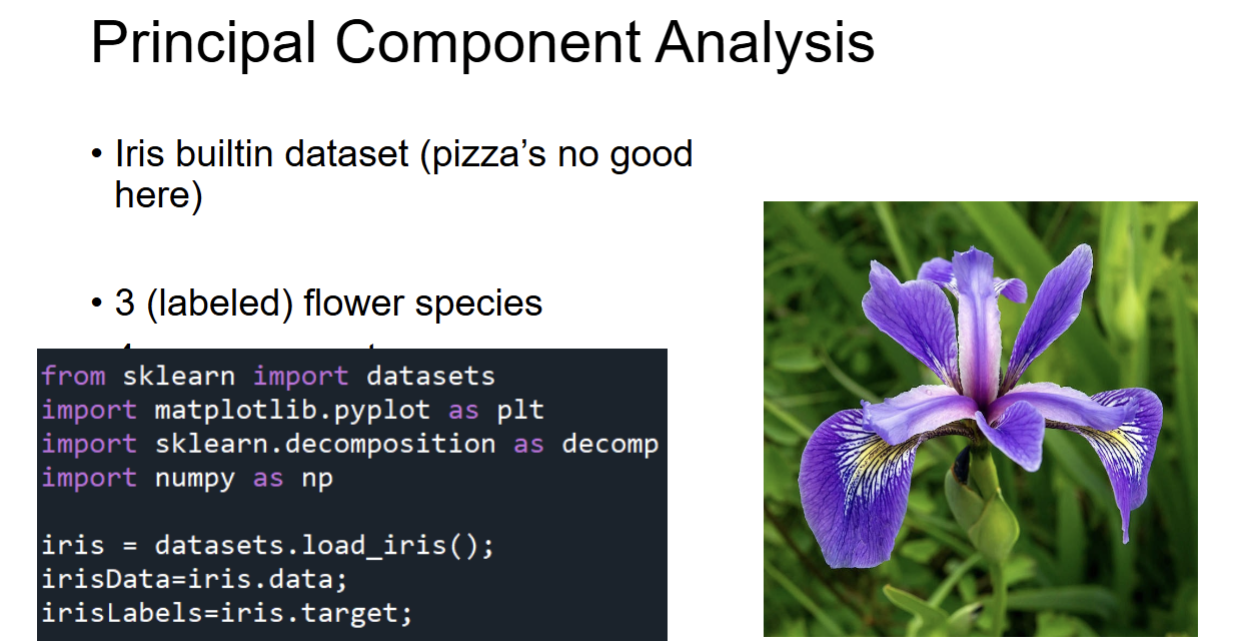 Principal Component Analysis
• Iris builtin dataset (pizza’s no good
here)
• 3 (labeled) flower species
from sklearn import datasets
import matplotlib.pyplot as plt
import sklearn.decomposition as decomp
import numpy as np
iris = datasets.load_iris();
irisData=iris.data;
irisLabels=iris.target;